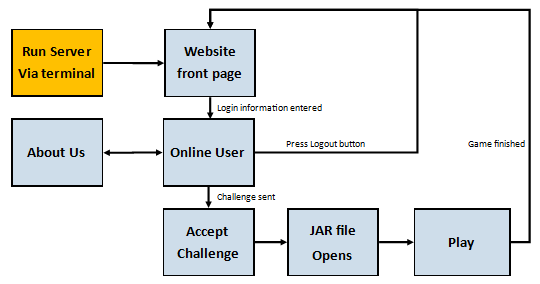 Run Server
Via terminal
Website
front page
Login information entered
About Us
Online User
Press Logout button
Game finished
Challenge sent
Accept
Challenge
JAR file
Opens
Play